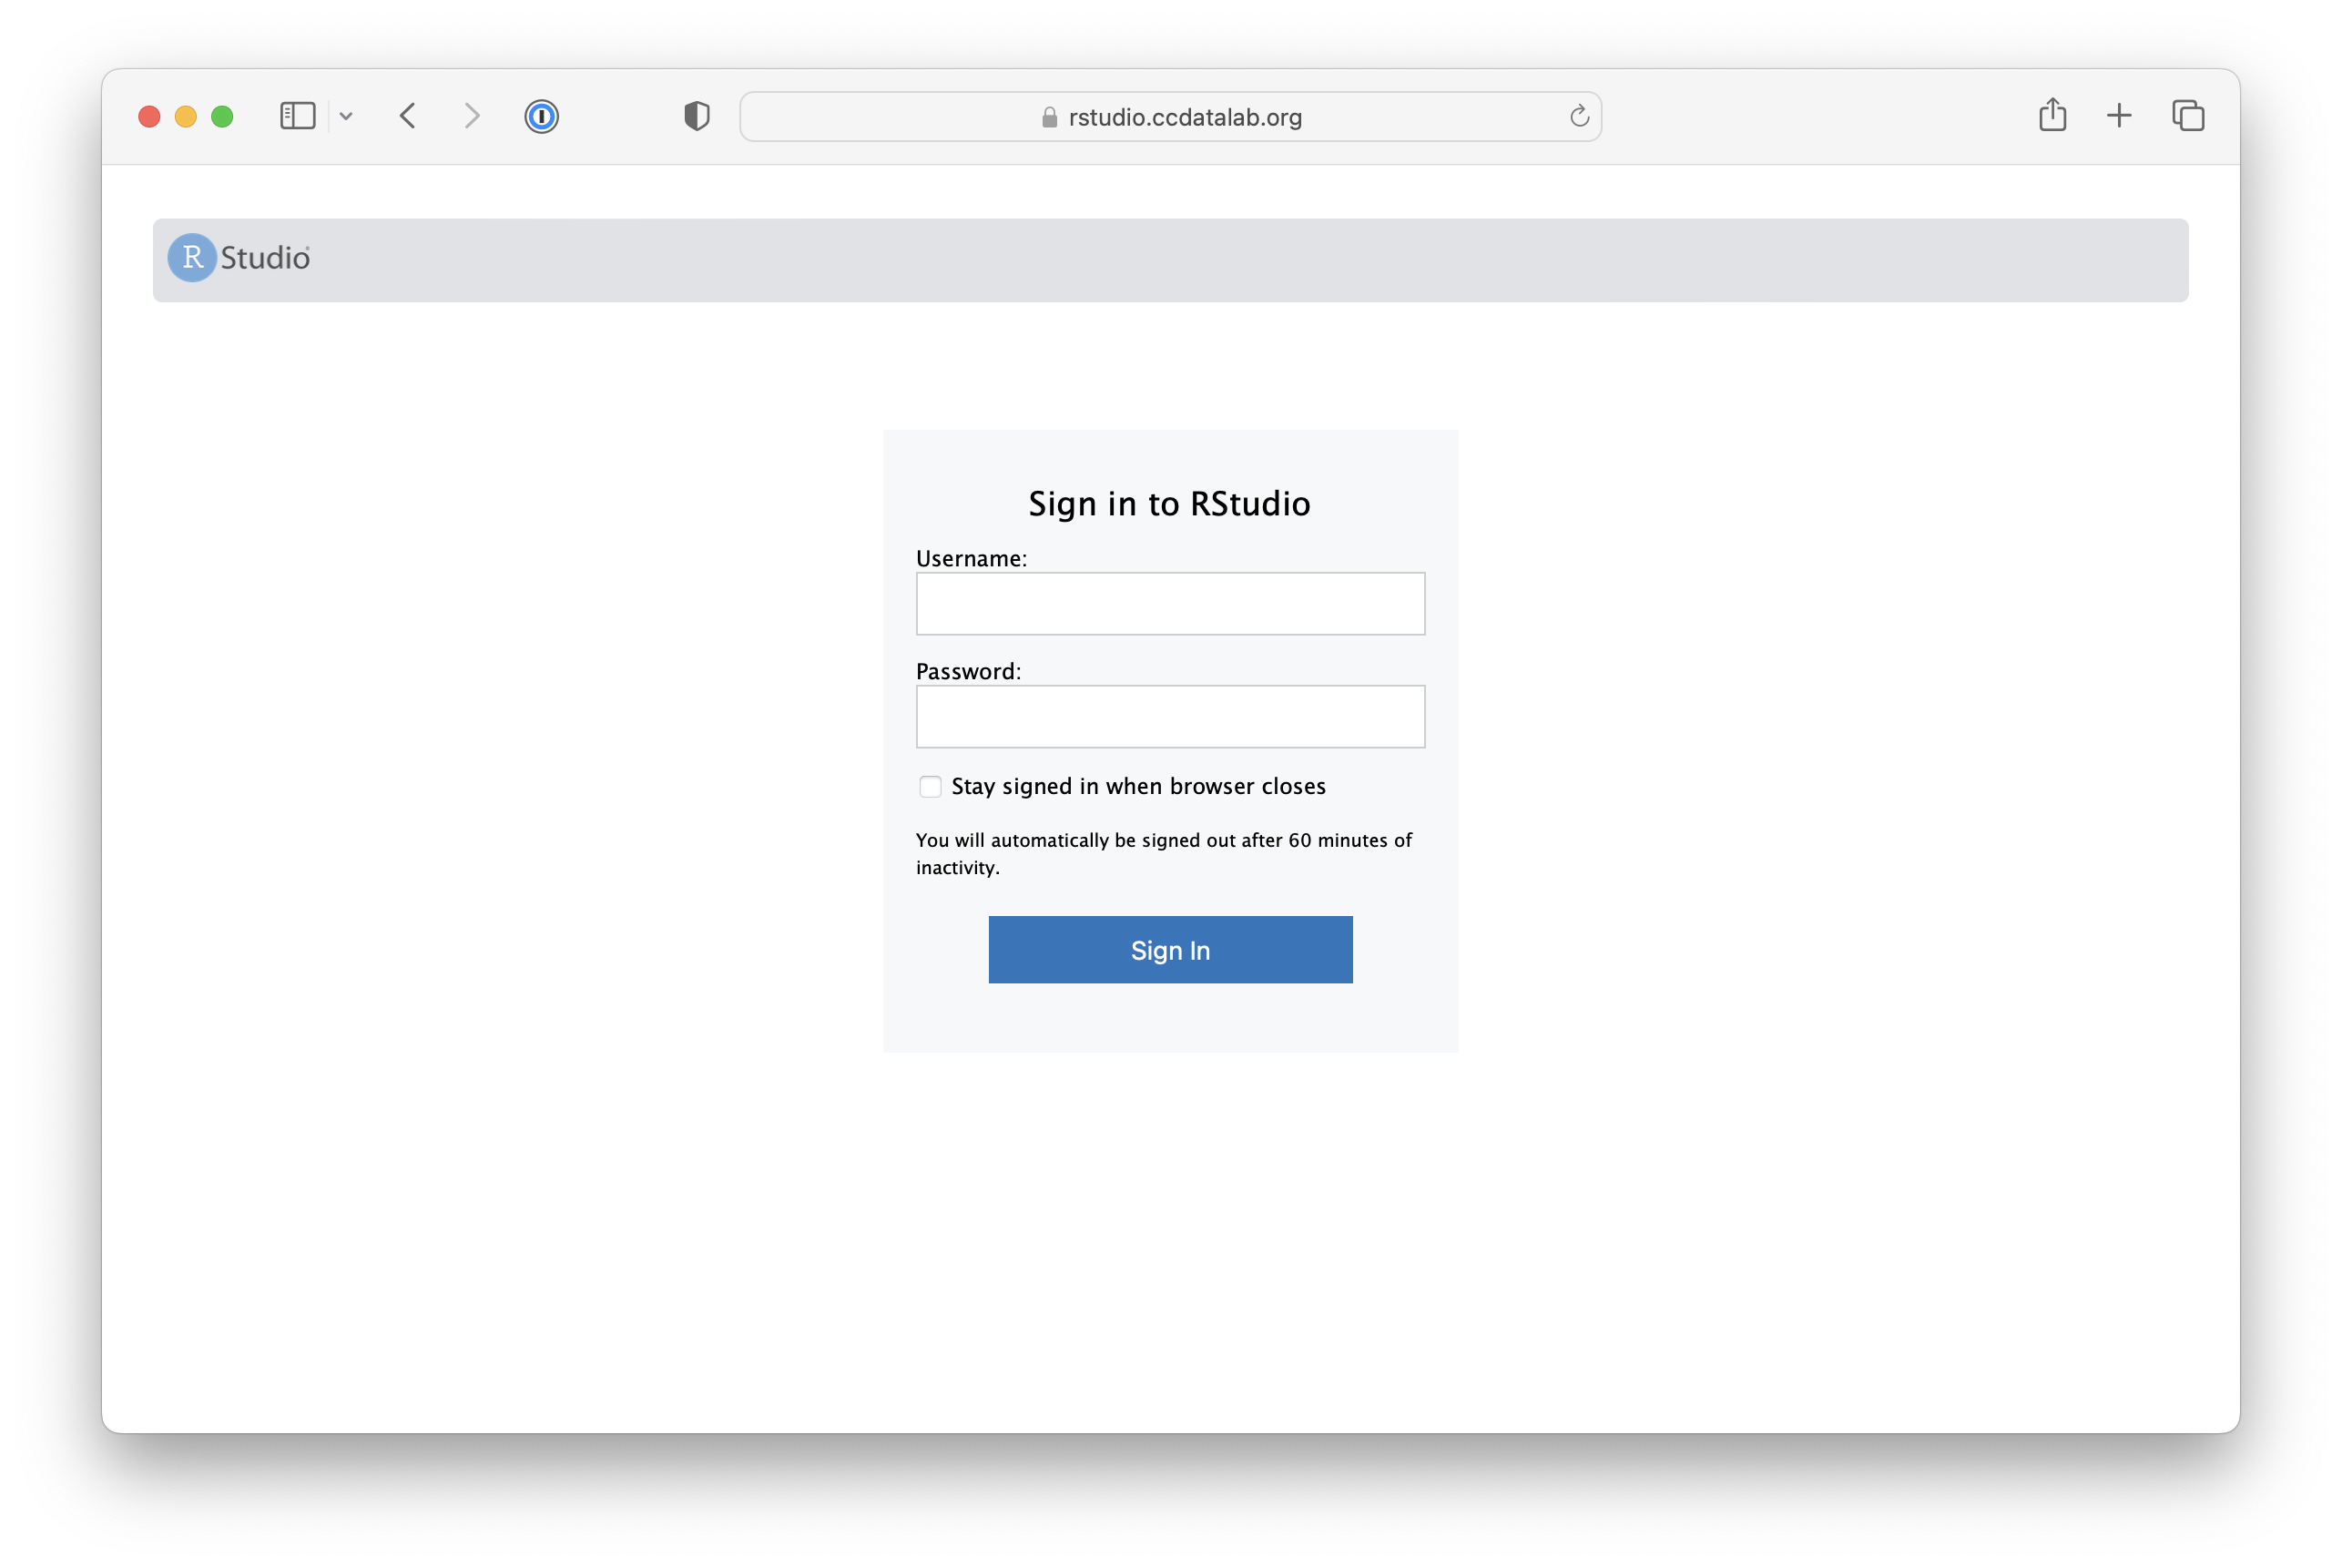 rstudio.ccdatalab.org
R Studio
Sign in to RStudio
Username:
Password:
Stay signed in when browser closes
You will automatically be signed out after 60 minutes of
inactivity.
Sign In